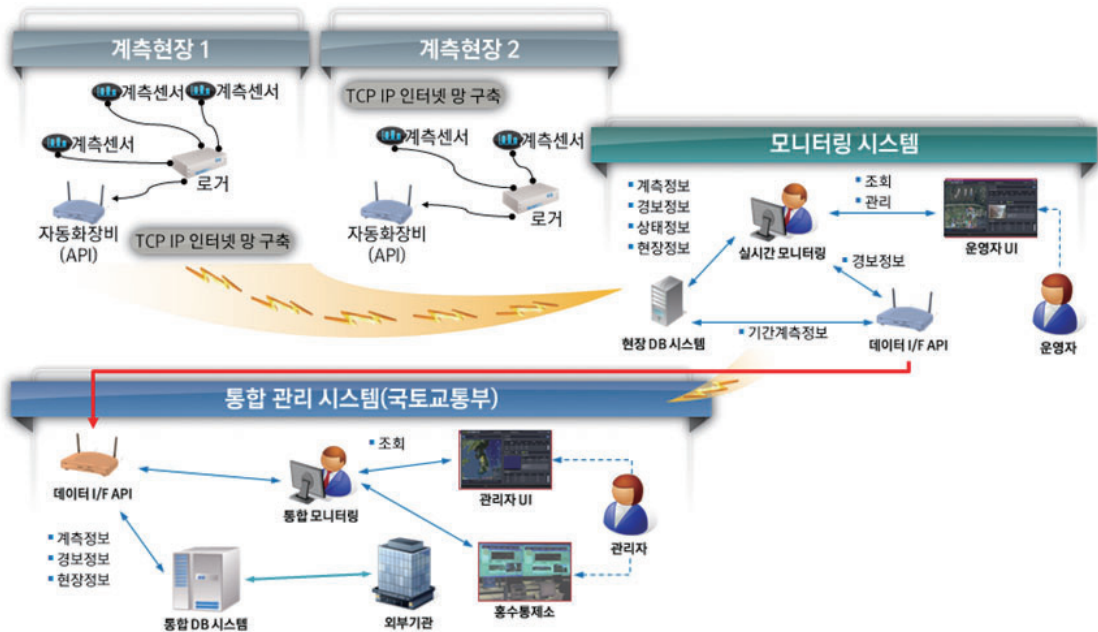 계측현장 1
계측센서
계측센서
계측센서
로거
자동화장비
(API)
TCP IP 인터넷 망 구축
계측현장 2
TCP IP 인터넷 망 구축
계측센서
계측센서
로거
자동화장비
(API)
모니터링 시스템
▪ 계측정보
▪ 경보정보
▪ 상태정보
▪ 현장정보
실시간 모니터링
▪ 조회
▪ 관리
운영자 UI
▪ 경보정보
현장 DB 시스템
▪ 기간계측정보
데이터 I/F API
운영자
통합 관리 시스템(국토교통부)
데이터 I/F API
▪ 계측정보
▪ 경보정보
▪ 현장정보
통합 모니터링
▪ 조회
관리자 UI
관리자
통합 DB 시스템
외부기관
홍수통제소